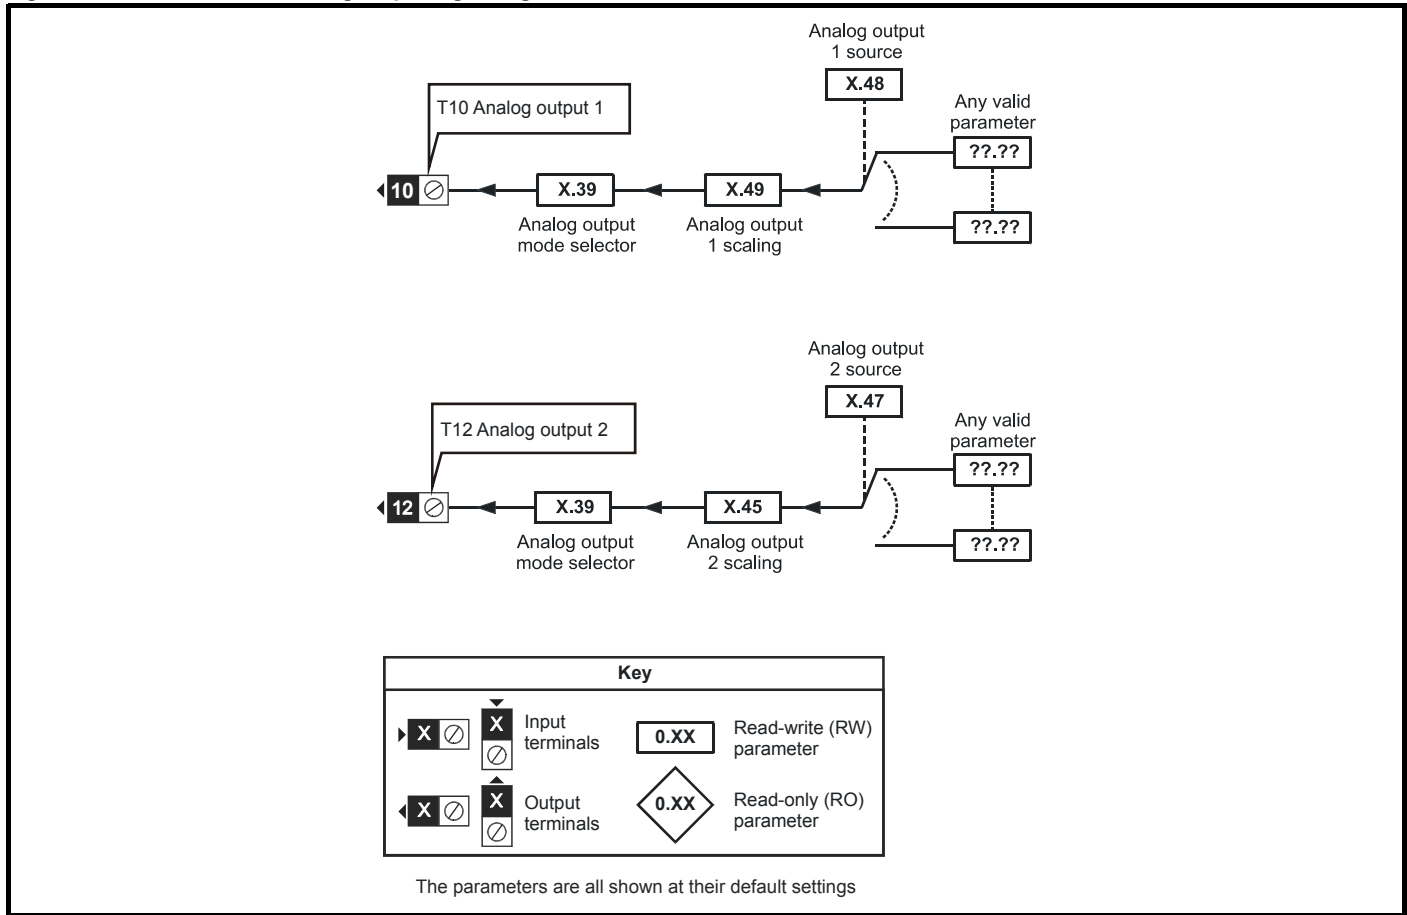 Analog output
1 source
X.48
Any valid
parameter
??.??
??.??
T10 Analog output 1
10
X.39
X.49
Analog output
mode selector
Analog output
1 scaling
Analog output
2 source
X.47
Any valid
parameter
??.??
??.??
T12 Analog output 2
12
X.39
X.45
Analog output
mode selector
Analog output
2 scaling
Key
X
X
Input
terminals
0.XX
Read-write (RW)
parameter
X
X
Output
terminals
0.XX
Read-only (RO)
parameter
The parameters are all shown at their default settings